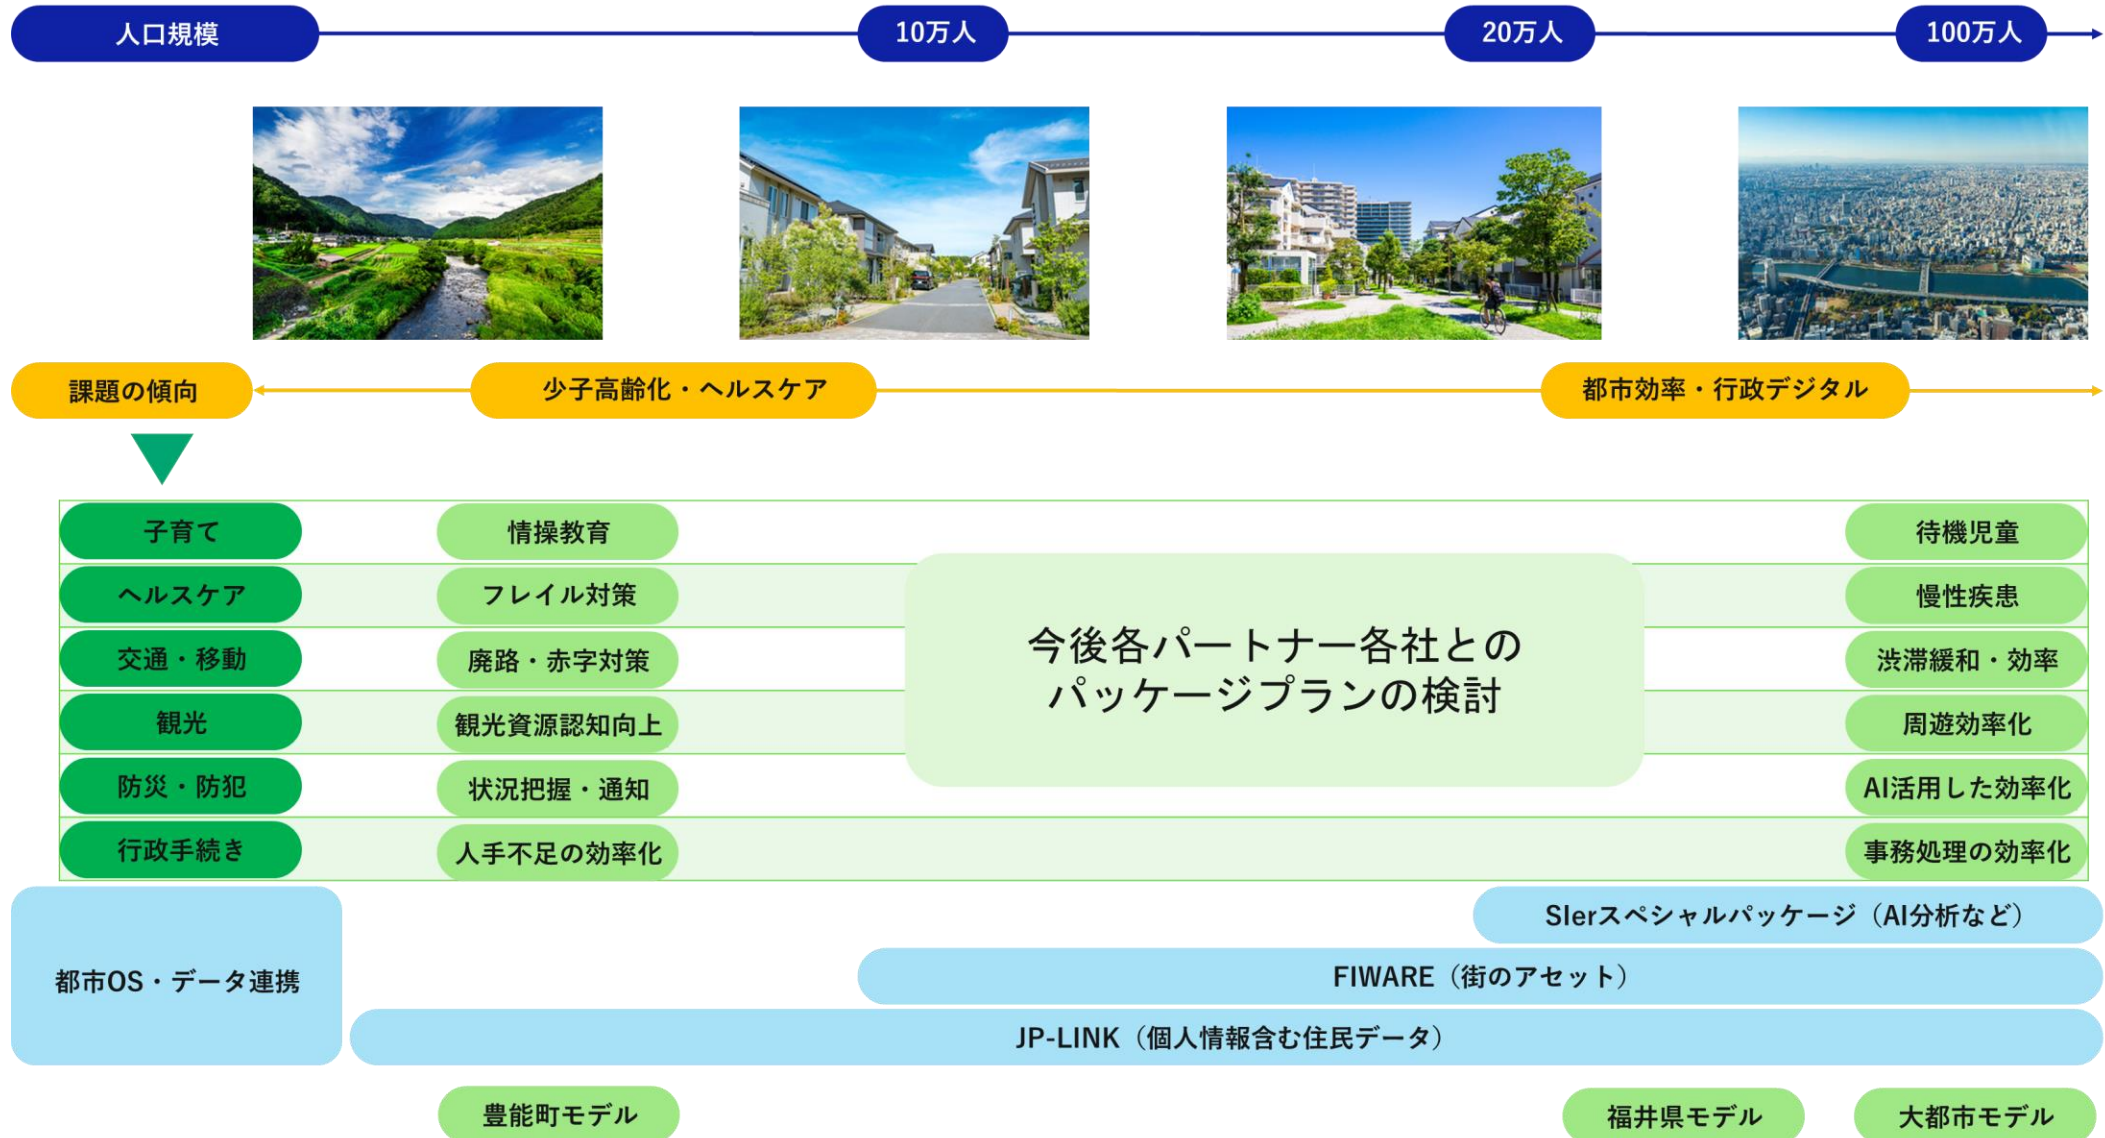 人口規模
10万人
20万人
100万人
課題の傾向
少子高齢化・ヘルスケア
都市効率・行政デジタル
子育て
情操教育
待機児童
ヘルスケア
フレイル対策
慢性疾患
交通・移動
廃路・赤字対策
渋滞緩和・効率
観光
観光資源認知向上
周遊効率化
防災・防犯
状況把握・通知
AI活用した効率化
行政手続き
人手不足の効率化
事務処理の効率化
今後各パートナー各社との
パッケージプランの検討
都市OS・データ連携
SIerスペシャルパッケージ（AI分析など）
FIWARE（街のアセット）
JP-LINK（個人情報含む住民データ）
豊能町モデル
福井県モデル
大都市モデル